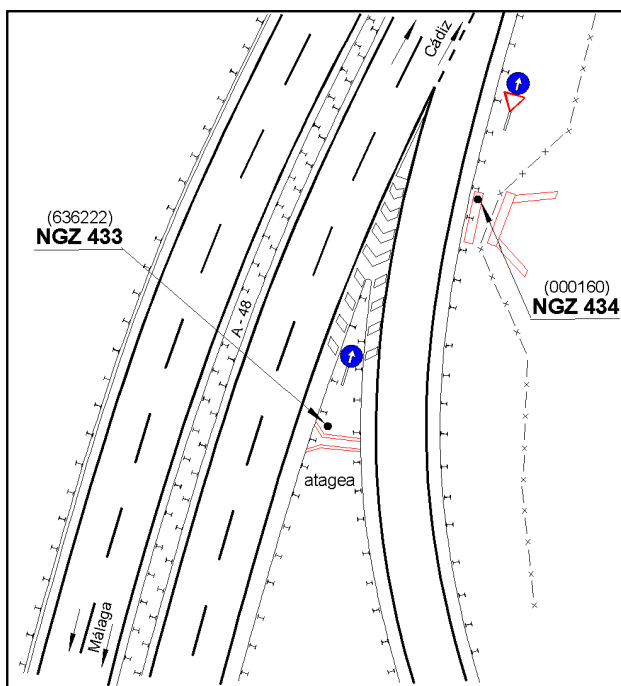 Cádiz
(636222)
NGZ 433
(000160)
NGZ 434
A - 48
atagea
Málaga